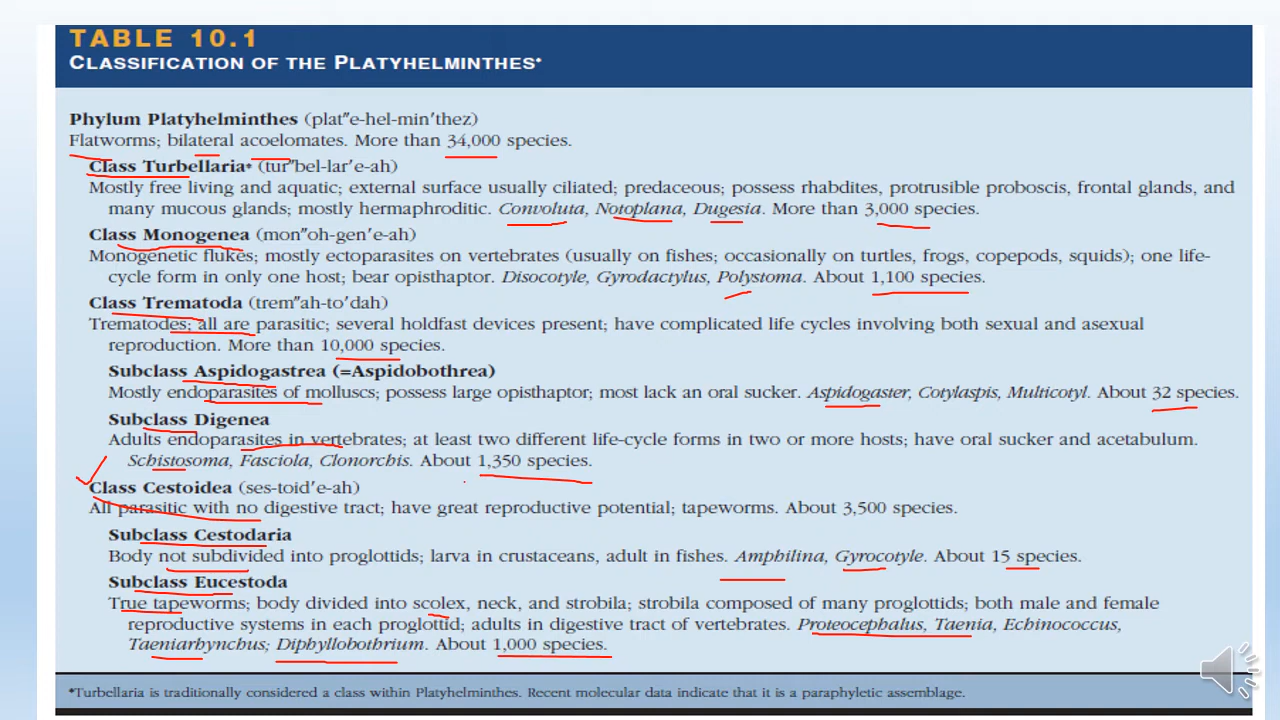 TABLE 10.1
CLASSIFICATION OF THE PLATYHELMINTHES*
Phylum Platyhelminthes (plat″e-hel-min′thez)
Flatworms; bilateral acoelomates. More than 34,000 species.
Class Turbellaria* (tur″bel-lar′e-ah)
Mostly free living and aquatic; external surface usually ciliated; predaceous; possess rhabdites, protrusible proboscis, frontal glands, and
many mucous glands; mostly hermaphroditic. Convoluta, Notoplana, Dugesia. More than 3,000 species.
Class Monogenea (mon″oh-gen′e-ah)
Monogenetic flukes; mostly ectoparasites on vertebrates (usually on fishes; occasionally on turtles, frogs, copepods, squids); one life-
cycle form in only one host; bear opisthaptor. Disocotyle, Gyrodactylus, Polystoma. About 1,100 species.
Class Trematoda (trem″ah-to′dah)
Trematodes; all are parasitic; several holdfast devices present; have complicated life cycles involving both sexual and asexual
reproduction. More than 10,000 species.
Subclass Aspidogastrea (=Aspidobothrea)
Mostly endoparasites of molluscs; possess large opisthaptor; most lack an oral sucker. Aspidogaster, Cotylaspis, Multicotyl. About 32 species.
Subclass Digenea
Adults endoparasites in vertebrates; at least two different life-cycle forms in two or more hosts; have oral sucker and acetabulum.
Schistosoma, Fasciola, Clonorchis. About 1,350 species.
Class Cestoidea (ses-toid′e-ah)
All parasitic with no digestive tract; have great reproductive potential; tapeworms. About 3,500 species.
Subclass Cestodaria
Body not subdivided into proglottids; larva in crustaceans, adult in fishes. Amphilina, Gyrocotyle. About 15 species.
Subclass Eucestoda
True tapeworms; body divided into scolex, neck, and strobila; strobila composed of many proglottids; both male and female
reproductive systems in each proglottid; adults in digestive tract of vertebrates. Proteocephalus, Taenia, Echinococcus,
Taeniarhynchus; Diphyllobothrium. About 1,000 species.
*Turbellaria is traditionally considered a class within Platyhelminthes. Recent molecular data indicate that it is a paraphyletic assemblage.